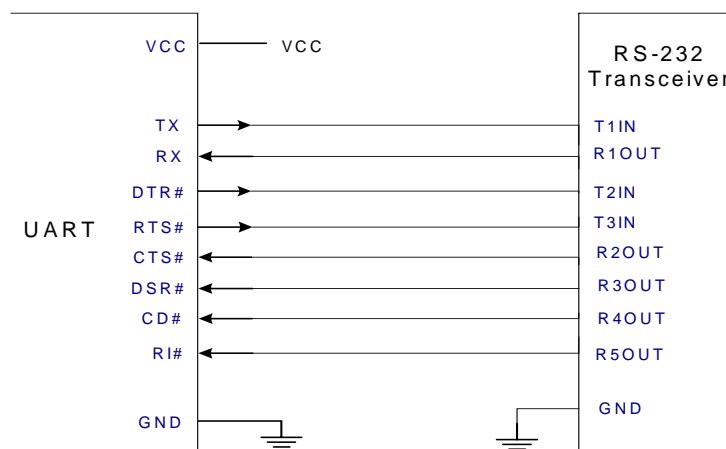 VCC
VCC
RS-232
Transceiver
TX
T1IN
RX
R1OUT
DTR#
T2IN
UART
RTS#
T3IN
CTS#
R2OUT
DSR#
R3OUT
CD#
R4OUT
RI#
R5OUT
GND
GND